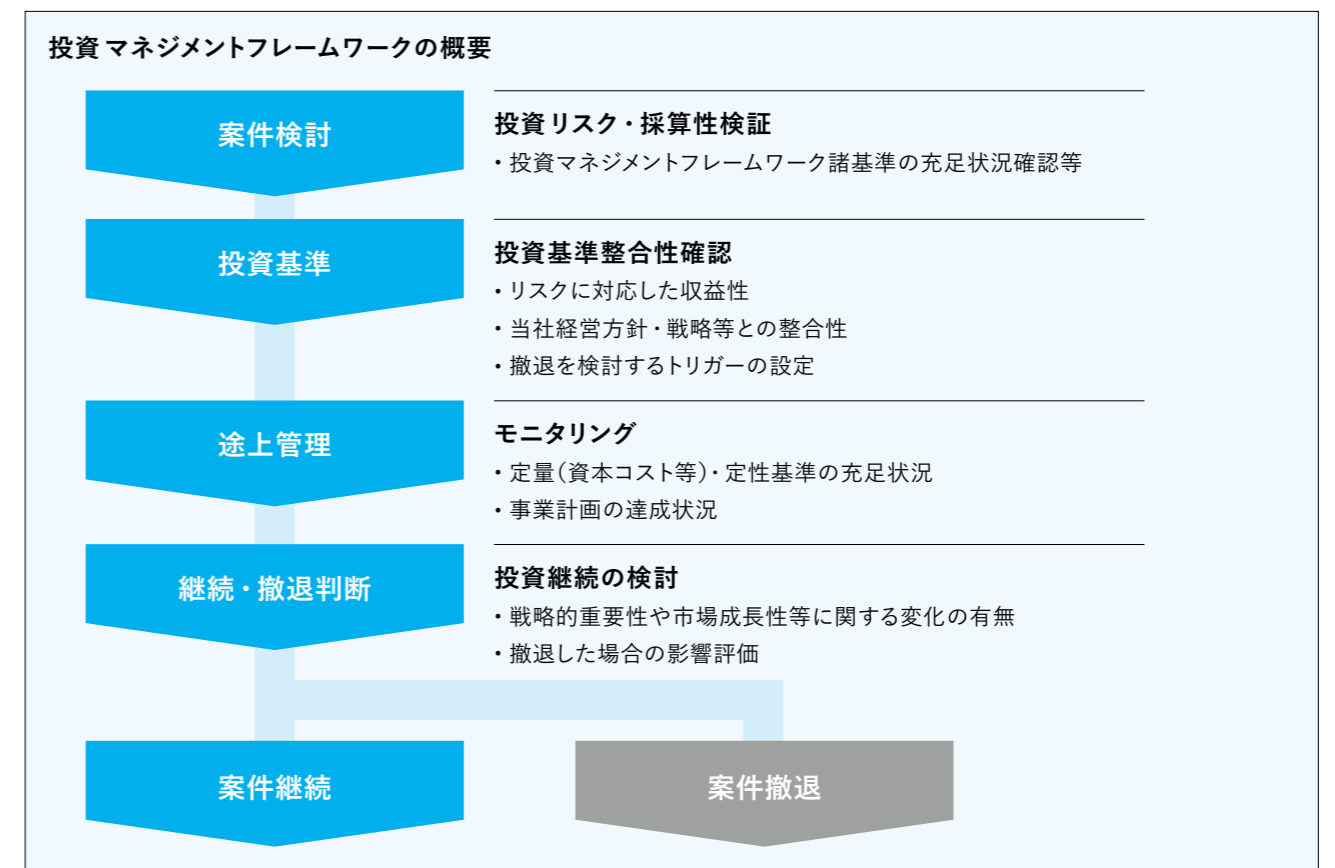 投資マネジメントフレームワークの概要
案件検討
投資リスク・採算性検証
・投資マネジメントフレームワーク諸基準の充足状況確認等
投資基準
投資基準整合性確認
・リスクに対応した収益性
・当社経営方針・戦略等との整合性
・撤退を検討するトリガーの設定
途上管理
モニタリング
・定量（資本コスト等）・定性基準の充足状況
・事業計画の達成状況
継続・撤退判断
投資継続の検討
・戦略的重要性や市場成長性等に関する変化の有無
・撤退した場合の影響評価
案件継続
案件撤退